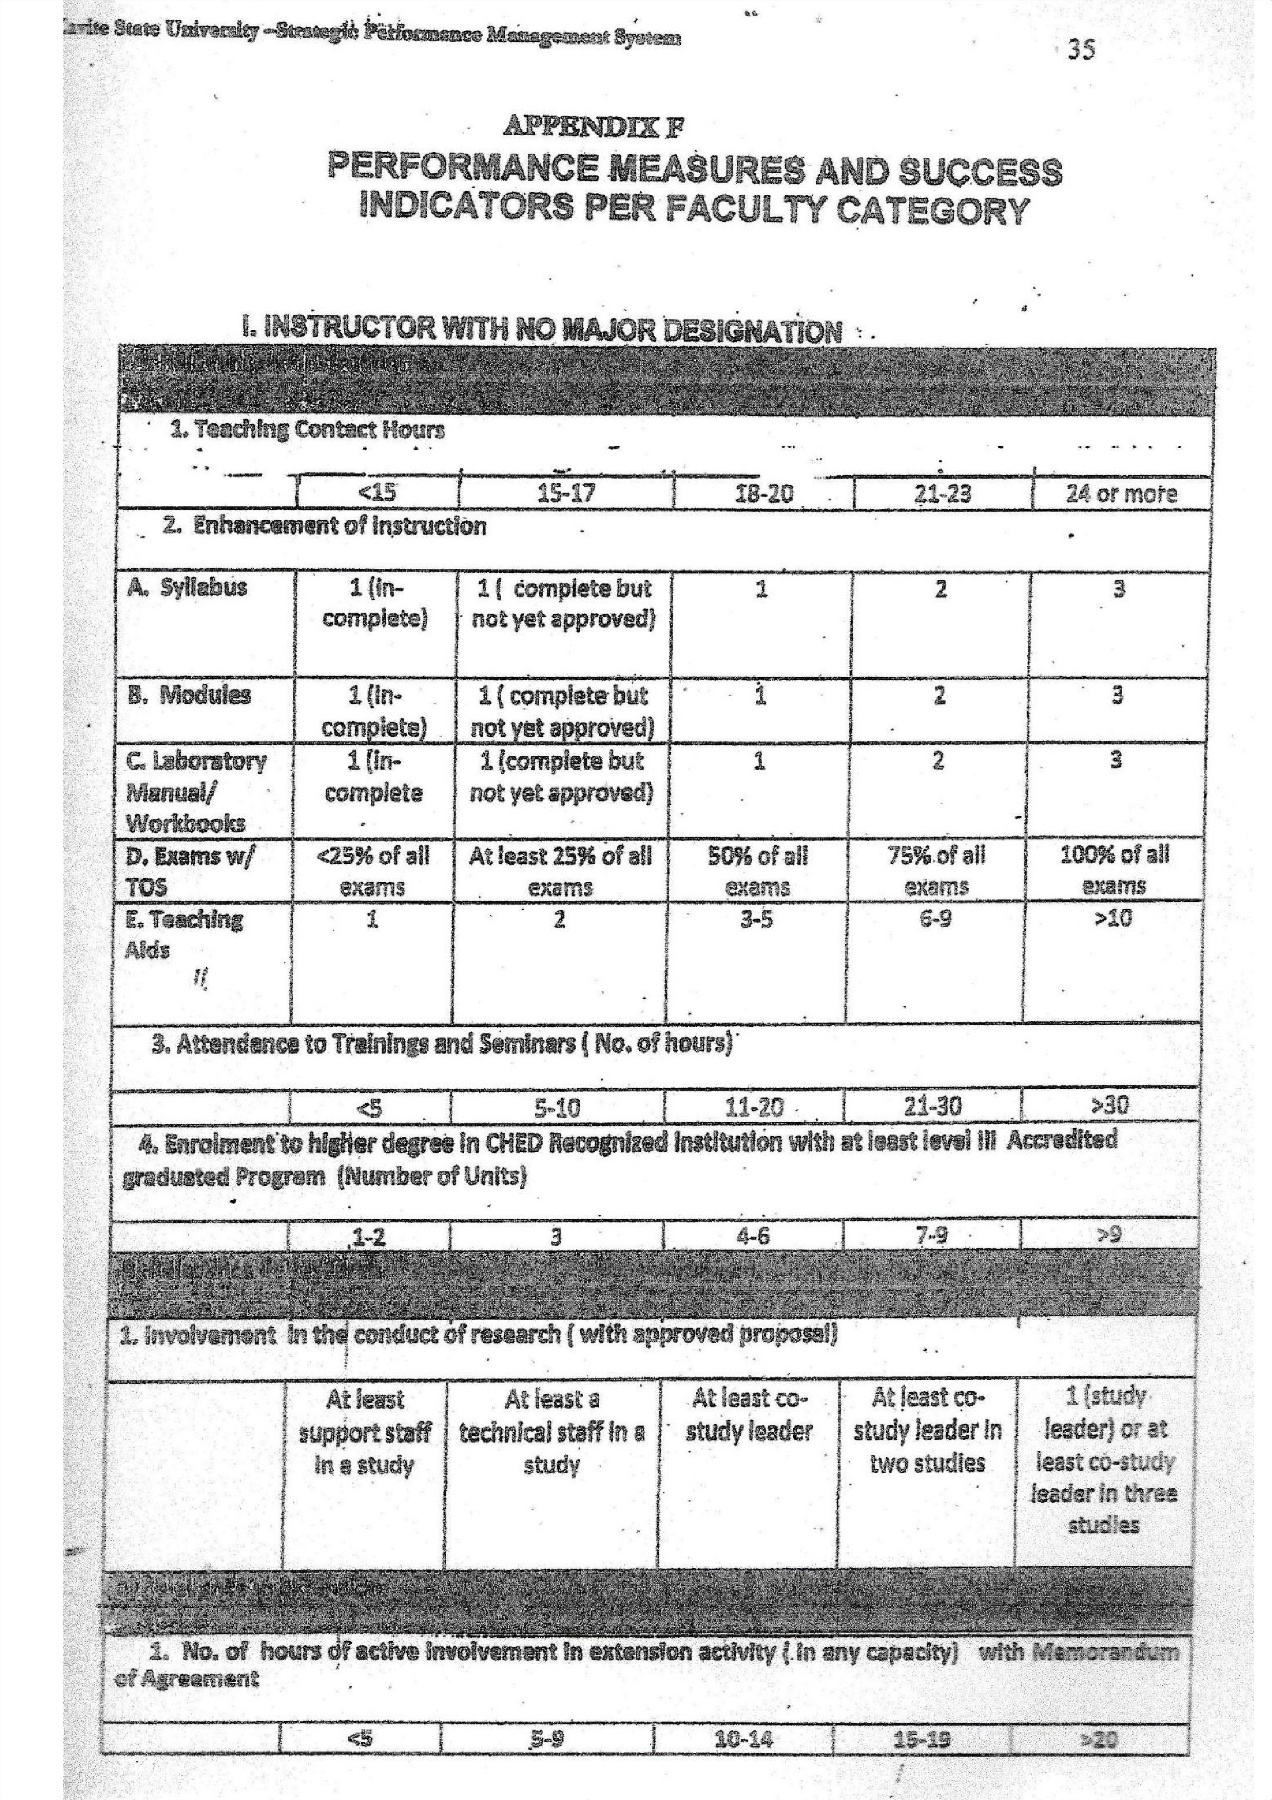 State University –Strategic Performance Management System
35
APPENDIX F
PERFORMANCE MEASURES AND SUCCESS
INDICATORS PER FACULTY CATEGORY
I. INSTRUCTOR WITH NO MAJOR DESIGNATION
1. Teaching Contact Hours
<15 15-17 18-20 21-23 24 or more
2. Enhancement of instruction
A. Syllabus 1 (in- 1 ( complete but 1 2 3
complete) not yet approved)
B. Modules 1 (in- 1 ( complete but 1 2 3
complete) not yet approved)
C. Laboratory 1 (in- 1 (complete but 1 2 3
Manual/ complete not yet approved)
Workbooks
D. Exams w/ <25% of all At least 25% of all 50% of all 75% of all 100% of all
TOS exams exams exams exams exams
E. Teaching 1 2 3-5 6-9 >10
Aids
3. Attendance to Trainings and Seminars ( No. of hours)
<5 5-10 11-20 21-30 >30
4. Enrolment to higher degree in CHED Recognized Institution with at least level III Accredited
graduated Program (Number of Units)
1-2 3 4-6 7-9 >9
1. Involvement in the conduct of research ( with approved proposal)
At least At least a At least co- At least co- 1 (study
support staff technical staff in a study leader study leader in leader) or at
in a study study two studies least co-study
leader in three
studies
1. No. of hours of active involvement in extension activity ( in any capacity) with Memorandum
of Agreement
<5 5-9 10-14 15-19 >20